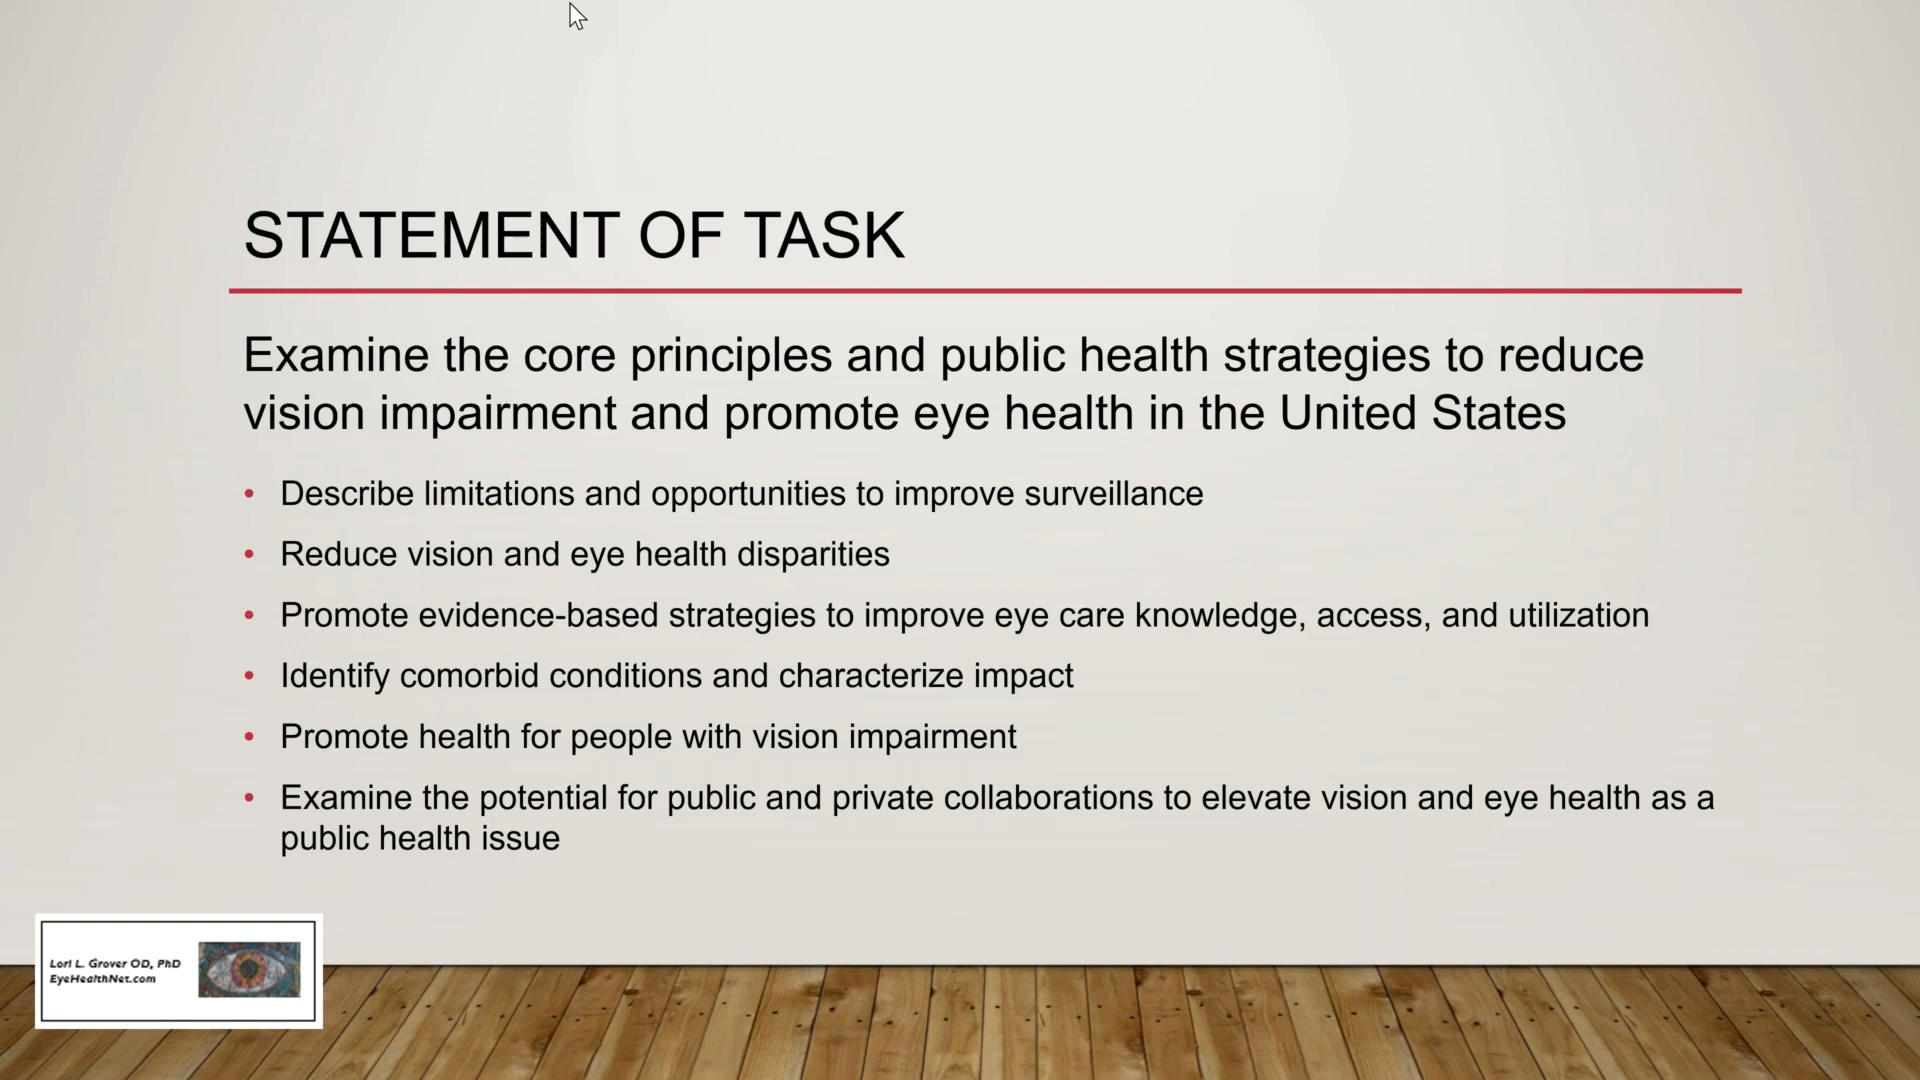 STATEMENT OF TASK
Examine the core principles and public health strategies to reduce
vision impairment and promote eye health in the United States
• Describe limitations and opportunities to improve surveillance
• Reduce vision and eye health disparities
• Promote evidence-based strategies to improve eye care knowledge, access, and utilization
• Identify comorbid conditions and characterize impact
• Promote health for people with vision impairment
• Examine the potential for public and private collaborations to elevate vision and eye health as a
public health issue
Lori L. Grover OD, PhD
EyeHealthNet.com